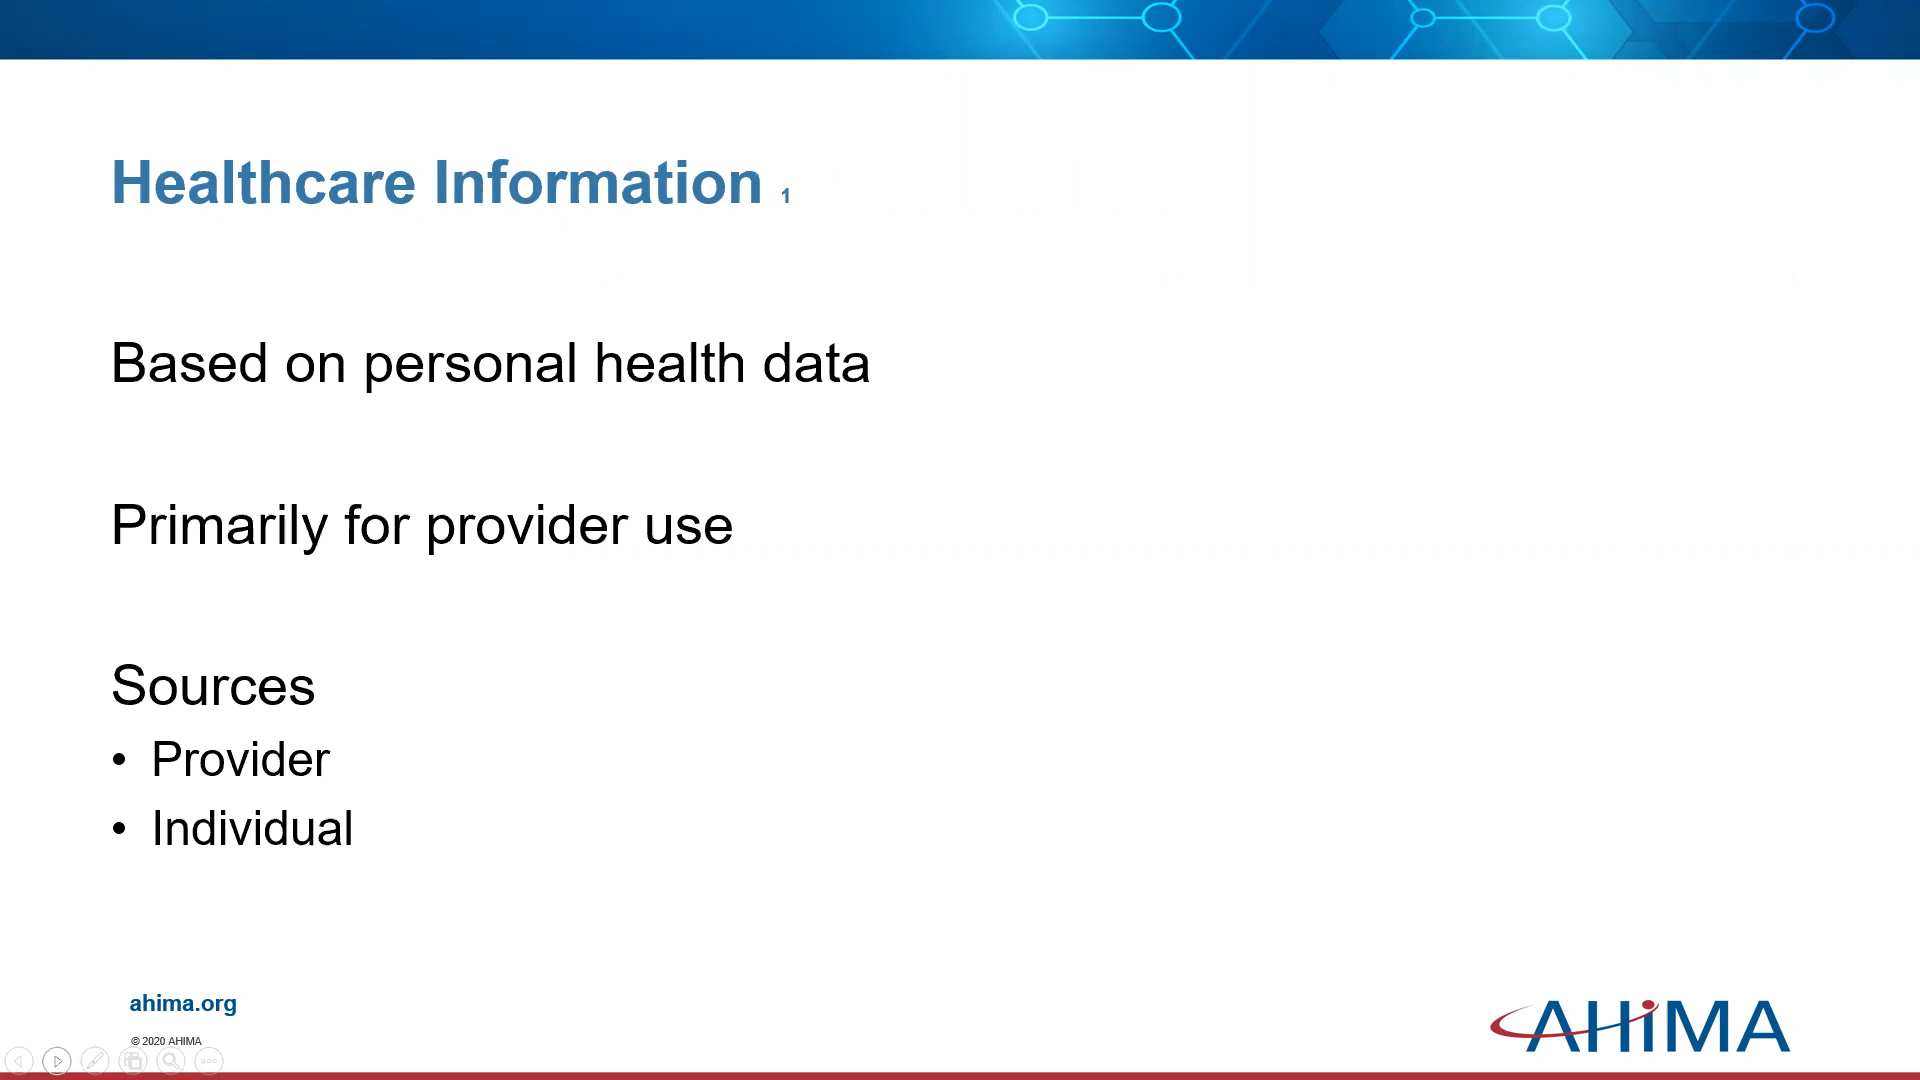 Healthcare Information 1
Based on personal health data
Primarily for provider use
Sources
• Provider
• Individual
ahima.org
© 2020 AHIMA
AHiMA